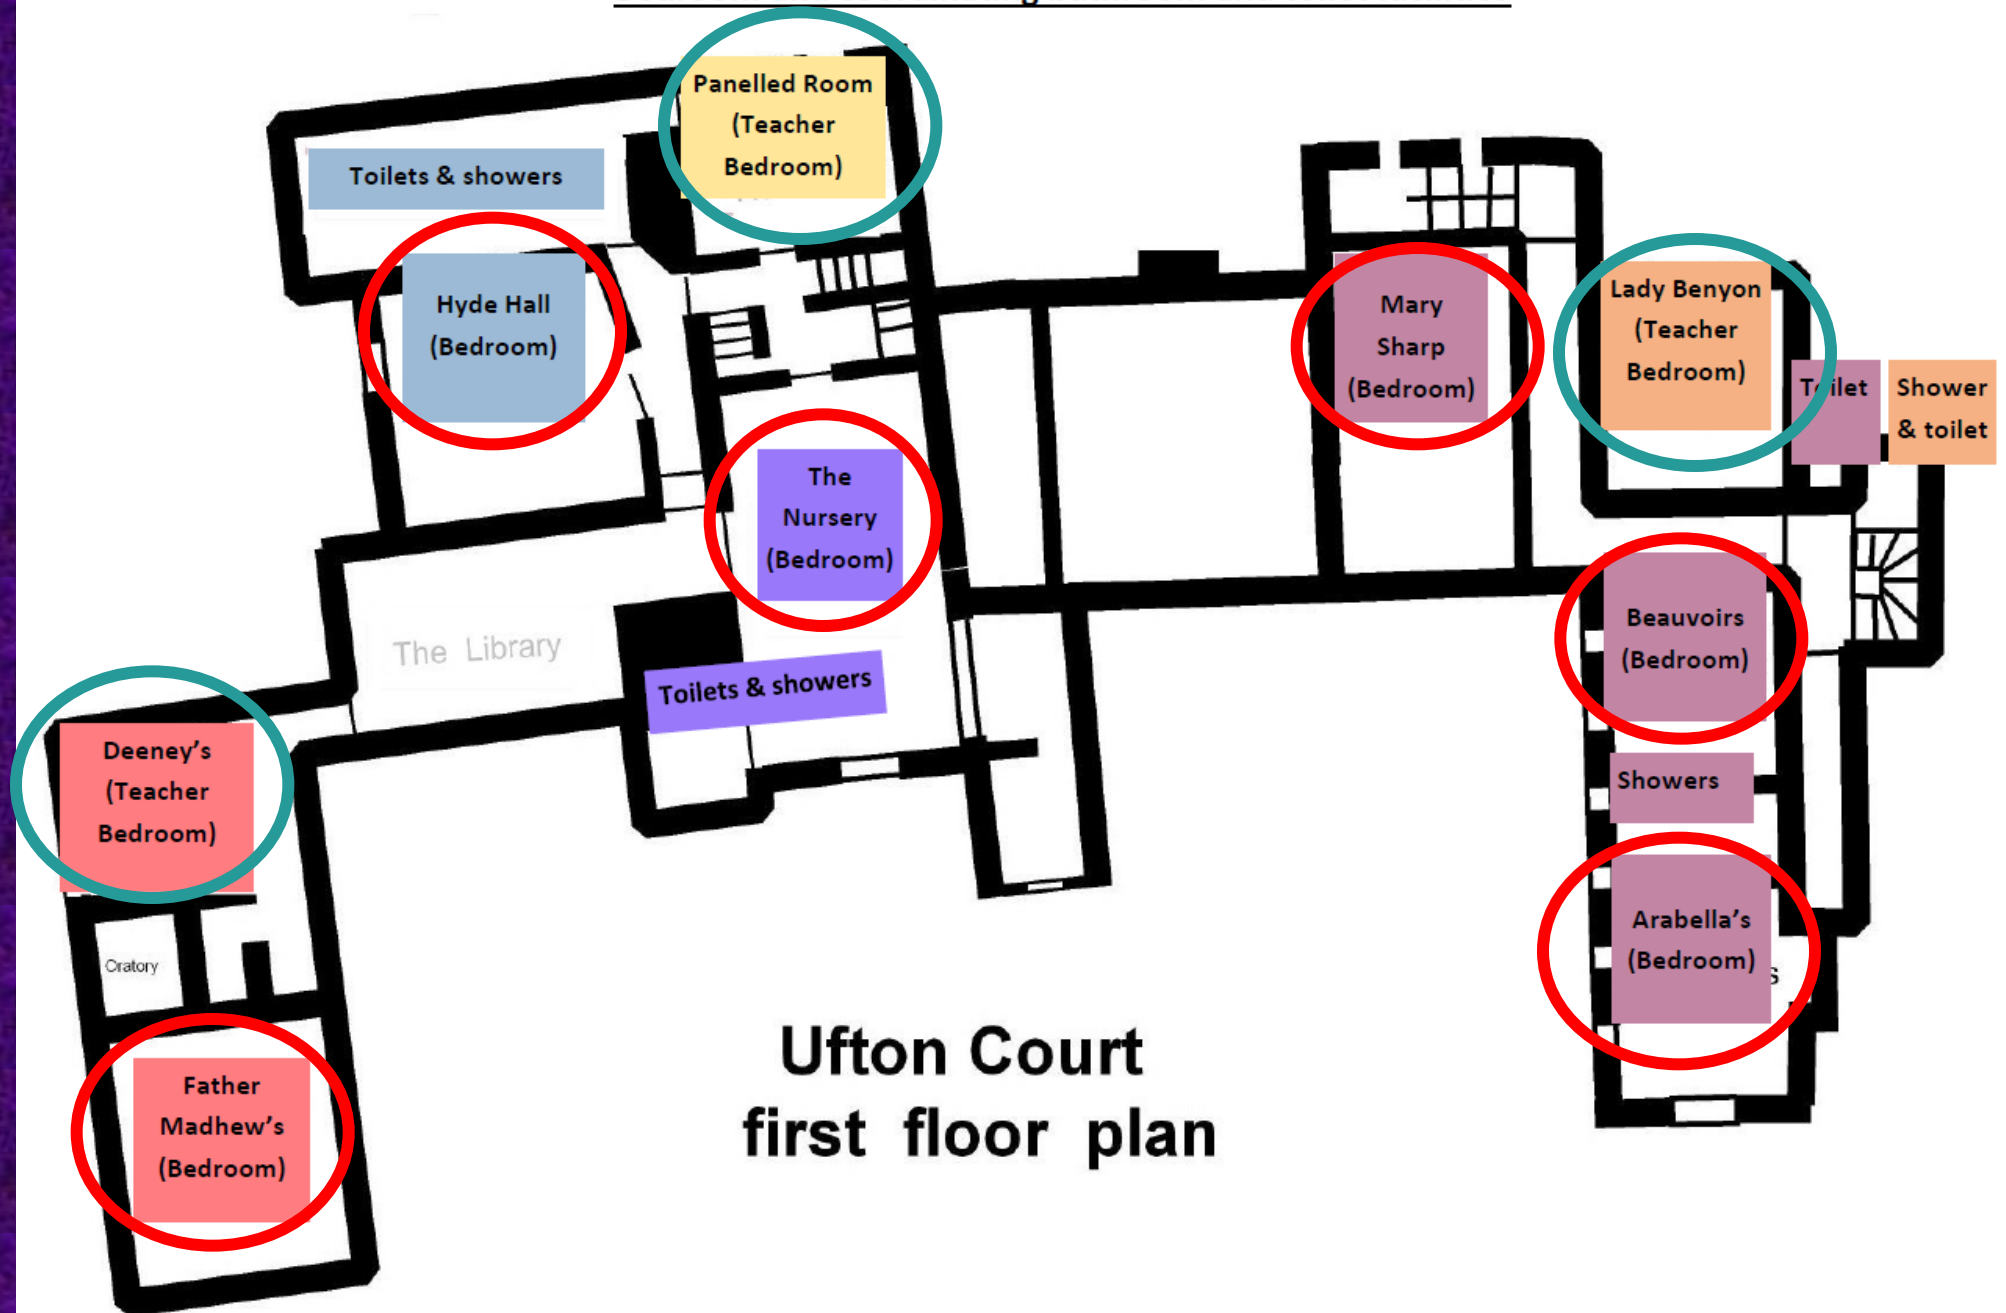 Panelled Room
(Teacher
Bedroom)
Toilets & showers
Hyde Hall
(Bedroom)
Mary
Sharp
(Bedroom)
Lady Benyon
(Teacher
Bedroom)
Toilet
Shower
& toilet
The
Nursery
(Bedroom)
Beauvoirs
(Bedroom)
The Library
Toilets & showers
Deeney's
(Teacher
Bedroom)
Showers
Arabella's
(Bedroom)
s
Oratory
Father
Madhew's
(Bedroom)
Ufton Court
first floor plan